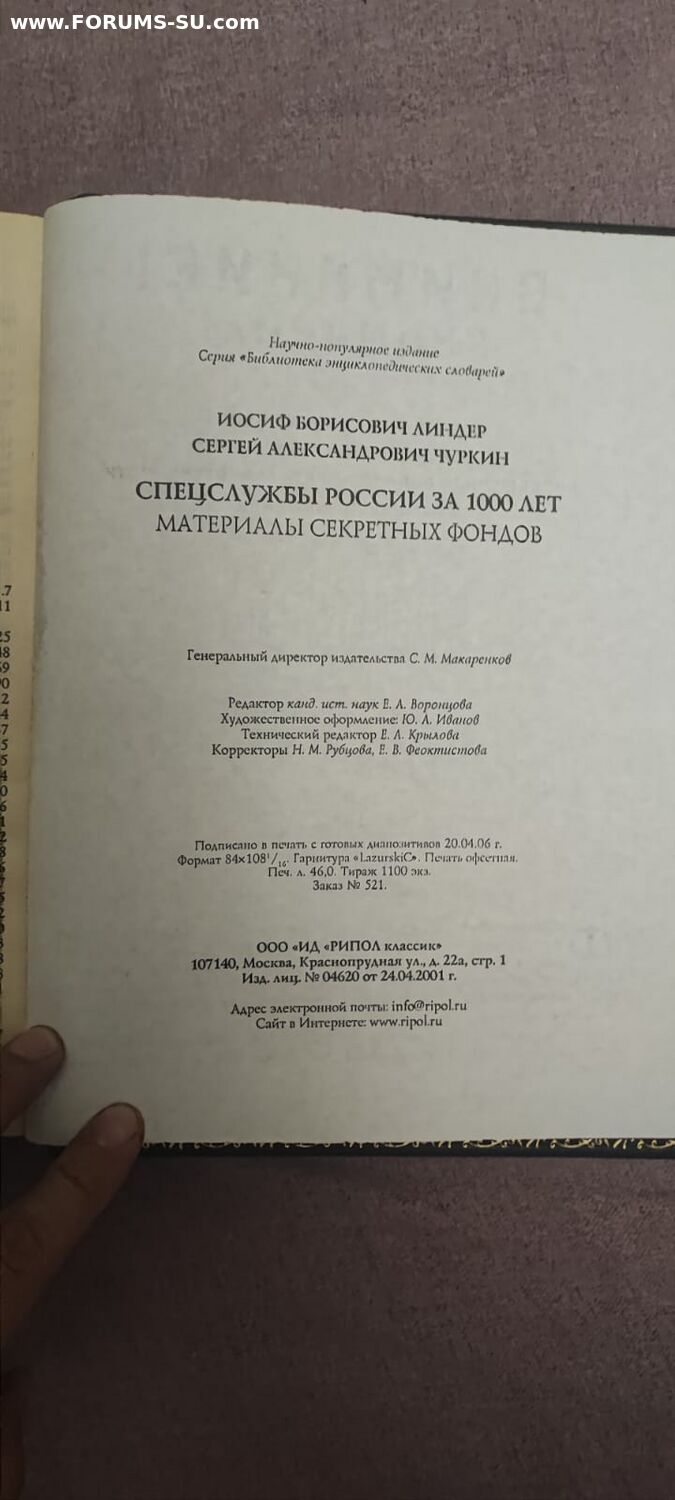 www.FORUMS-SU.com
Научно-популярное издание
Серия «Библиотека энциклопедических словарей»
ИОСИФ БОРИСОВИЧ ЛИНДЕР
СЕРГЕЙ АЛЕКСАНДРОВИЧ ЧУРКИН
СПЕЦСЛУЖБЫ РОССИИ ЗА 1000 ЛЕТ
МАТЕРИАЛЫ СЕКРЕТНЫХ ФОНДОВ
Генеральный директор издательства С. М. Макаренков
Редактор канд. ист. наук Е. А. Воронцова
Художественное оформление: Ю. А. Иванов
Технический редактор Е. А. Крылова
Корректоры Н. М. Рубцова, Е. В. Феоктистова
Подписано в печать с готовых диапозитивов 20.04.06 г.
Формат 84×108 1/16. Гарнитура «LazurskiC». Печать офсетная.
Печ. л. 46,0. Тираж 1100 экз.
Заказ № 521.
ООО «ИД «РИПОЛ классик»
107140, Москва, Краснопрудная ул., д. 22а, стр. 1
Изд. лиц. № 04620 от 24.04.2001 г.
Адрес электронной почты: info@ripol.ru
Сайт в Интернете: www.ripol.ru